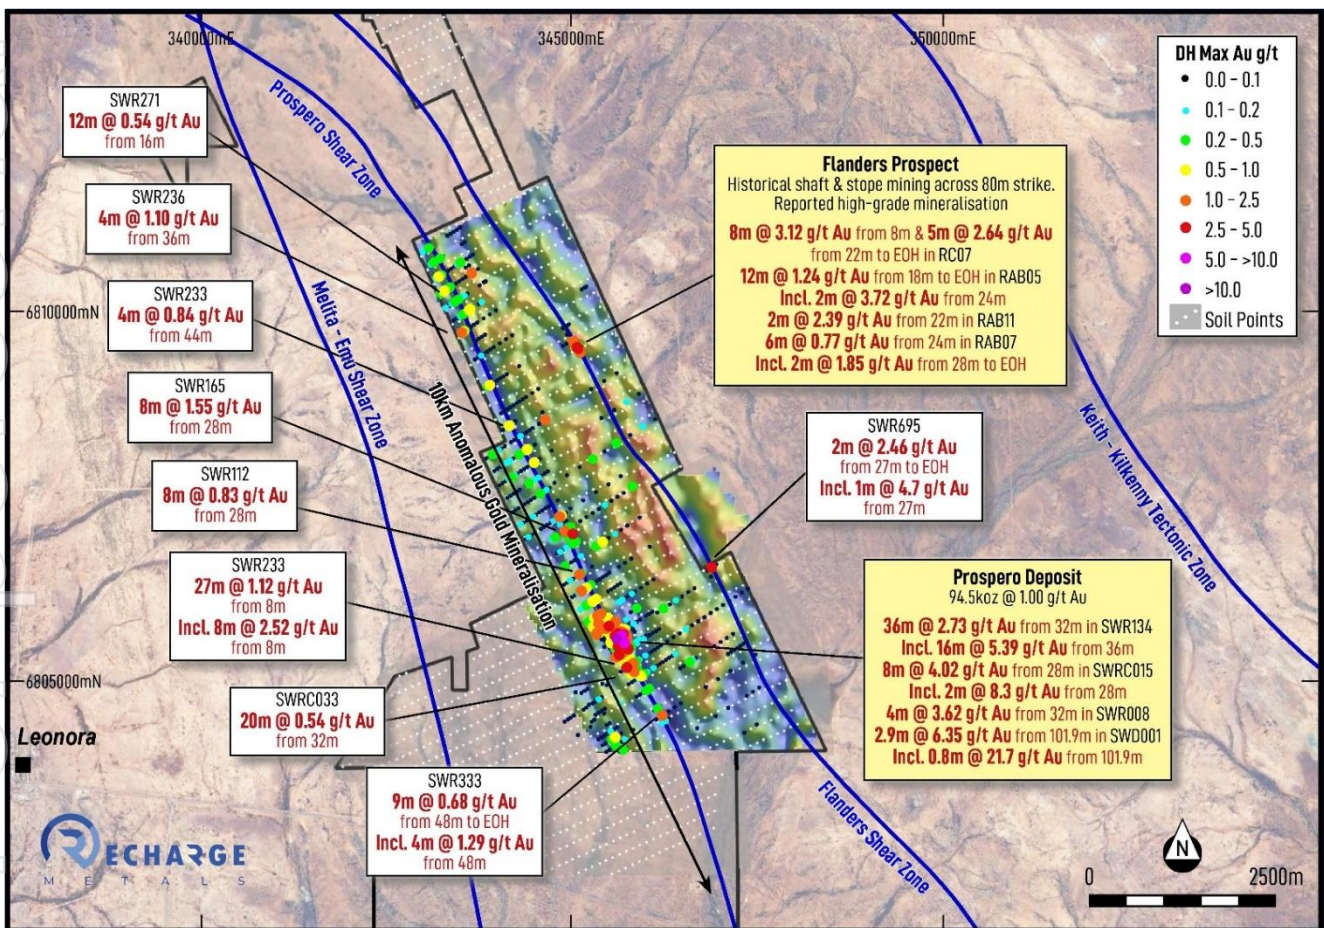 340000mE
345000mE
350000mE
6810000mN
6805000mN
DH Max Au g/t
0.0 - 0.1
0.1 - 0.2
0.2 - 0.5
0.5 - 1.0
1.0 - 2.5
2.5 - 5.0
5.0 - >10.0
>10.0
Soil Points
SWR271
12m @ 0.54 g/t Au
from 16m
SWR236
4m @ 1.10 g/t Au
from 36m
SWR233
4m @ 0.84 g/t Au
from 44m
SWR165
8m @ 1.55 g/t Au
from 28m
SWR112
8m @ 0.83 g/t Au
from 28m
SWR233
27m @ 1.12 g/t Au
from 8m
Incl. 8m @ 2.52 g/t Au
from 8m
SWRC033
20m @ 0.54 g/t Au
from 32m
SWR333
9m @ 0.68 g/t Au
from 48m to EOH
Incl. 4m @ 1.29 g/t Au
from 48m
Flanders Prospect
Historical shaft & stope mining across 80m strike.
Reported high-grade mineralisation
8m @ 3.12 g/t Au from 8m & 5m @ 2.64 g/t Au
from 22m to EOH in RC07
12m @ 1.24 g/t Au from 18m to EOH in RAB05
Incl. 2m @ 3.72 g/t Au from 24m
2m @ 2.39 g/t Au from 22m in RAB11
6m @ 0.77 g/t Au from 24m in RAB07
Incl. 2m @ 1.85 g/t Au from 28m to EOH
SWR695
2m @ 2.46 g/t Au
from 27m to EOH
Incl. 1m @ 4.7 g/t Au
from 27m
Prospero Deposit
94.5koz @ 1.00 g/t Au
36m @ 2.73 g/t Au from 32m in SWR134
Incl. 16m @ 5.39 g/t Au from 36m
8m @ 4.02 g/t Au from 28m in SWRC015
Incl. 2m @ 8.3 g/t Au from 28m
4m @ 3.62 g/t Au from 32m in SWR008
2.9m @ 6.35 g/t Au from 101.9m in SWD001
Incl. 0.8m @ 21.7 g/t Au from 101.9m
Prospero Shear Zone
Melita - Emu Shear Zone
10km Anomalous Gold Mineralisation
Keith - Kilkenny Tectonic Zone
Flanders Shear Zone
Leonora
RECHARGE
METALS
N
0 2500m